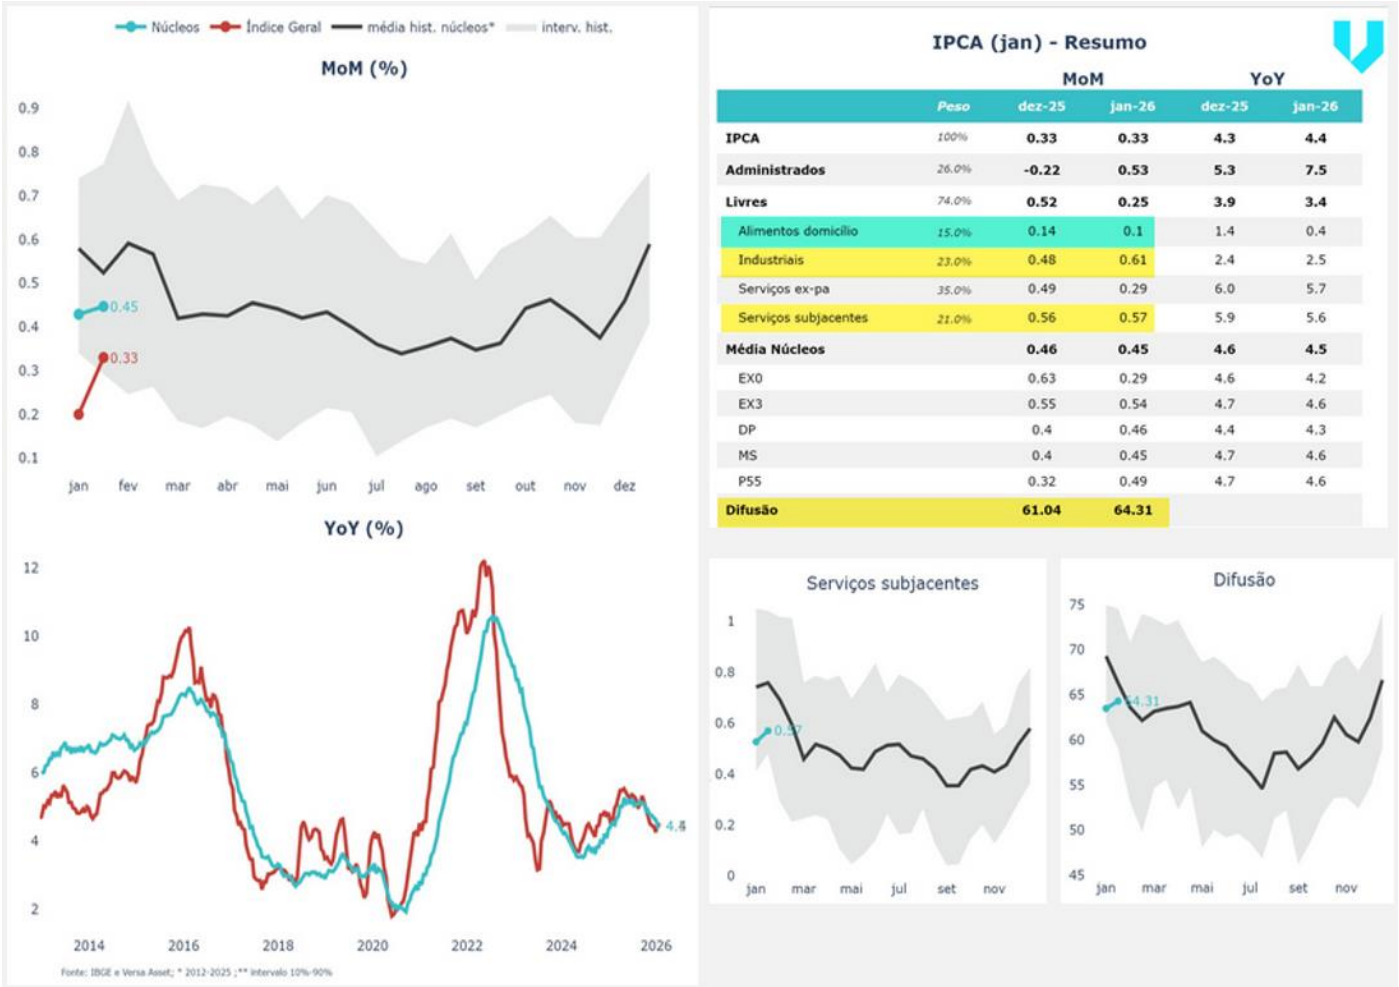 Núcleos Índice Geral média hist. núcleos* interv. hist.
MoM (%)
0.9
0.8
0.7
0.6
0.5
0.4
0.3
0.2
0.1
0.45
0.33
jan fev mar abr mai jun jul ago set out nov dez
YoY (%)
12
10
8
6
4
2
2014 2016 2018 2020 2022 2024 2026
Fonte: IBGE e Versa Asset; * 2012-2025 ;** intervalo 10%-90%
IPCA (jan) - Resumo
MoM YoY
Peso dez-25 jan-26 dez-25 jan-26
IPCA 100% 0.33 0.33 4.3 4.4
Administrados 26.0% -0.22 0.53 5.3 7.5
Livres 74.0% 0.52 0.25 3.9 3.4
Alimentos domicílio 15.0% 0.14 0.1 1.4 0.4
Industriais 23.0% 0.48 0.61 2.4 2.5
Serviços ex-pa 35.0% 0.49 0.29 6.0 5.7
Serviços subjacentes 21.0% 0.56 0.57 5.9 5.6
Média Núcleos 0.46 0.45 4.6 4.5
EX0 0.63 0.29 4.6 4.2
EX3 0.55 0.54 4.7 4.6
DP 0.4 0.46 4.4 4.3
MS 0.4 0.45 4.7 4.6
P55 0.32 0.49 4.7 4.6
Difusão 61.04 64.31
Serviços subjacentes
1
0.8
0.6
0.4
0.2
0
0.57
jan mar mai jul set nov
Difusão
75
70
65
60
55
50
45
64.31
jan mar mai jul set nov